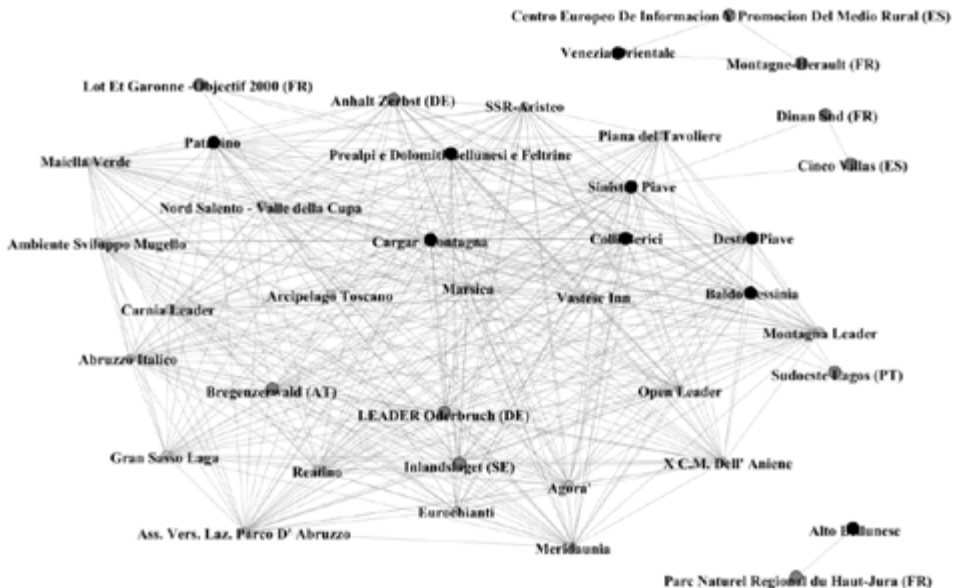 Centro Europeo De Informacion Y Promocion Del Medio Rural (ES)
Venezia Orientale
Montagne-Herault (FR)
Lot Et Garonne -Objectif 2000 (FR)
Anhalt Zerbst (DE)
SSR-Aristeo
Dinan Sud (FR)
Patavino
Prealpi e Dolomiti Bellunesi e Feltrine
Piana del Tavoliere
Maiella Verde
Cinco Villas (ES)
Sinistra Piave
Nord Salento - Valle della Cupa
Ambiente Sviluppo Mugello
Montagna
Colli Berici
Destra Piave
Arcipelago Toscano
Marsica
Vastese Inn
Baldo Lessinia
Carnia Leader
Montagna Leader
Abruzzo Italico
Sudoeste Lagos (PT)
Bregenzerwald (AT)
Open Leader
LEADER Oderbruch (DE)
Gran Sasso Laga
Reatino
Inlandslaget (SE)
X C.M. Dell' Aniene
Agora'
Eurochianti
Ass. Vers. Laz. Parco D' Abruzzo
Meridaunia
Alto Bellunese
Parc Naturel Regional du Haut-Jura (FR)